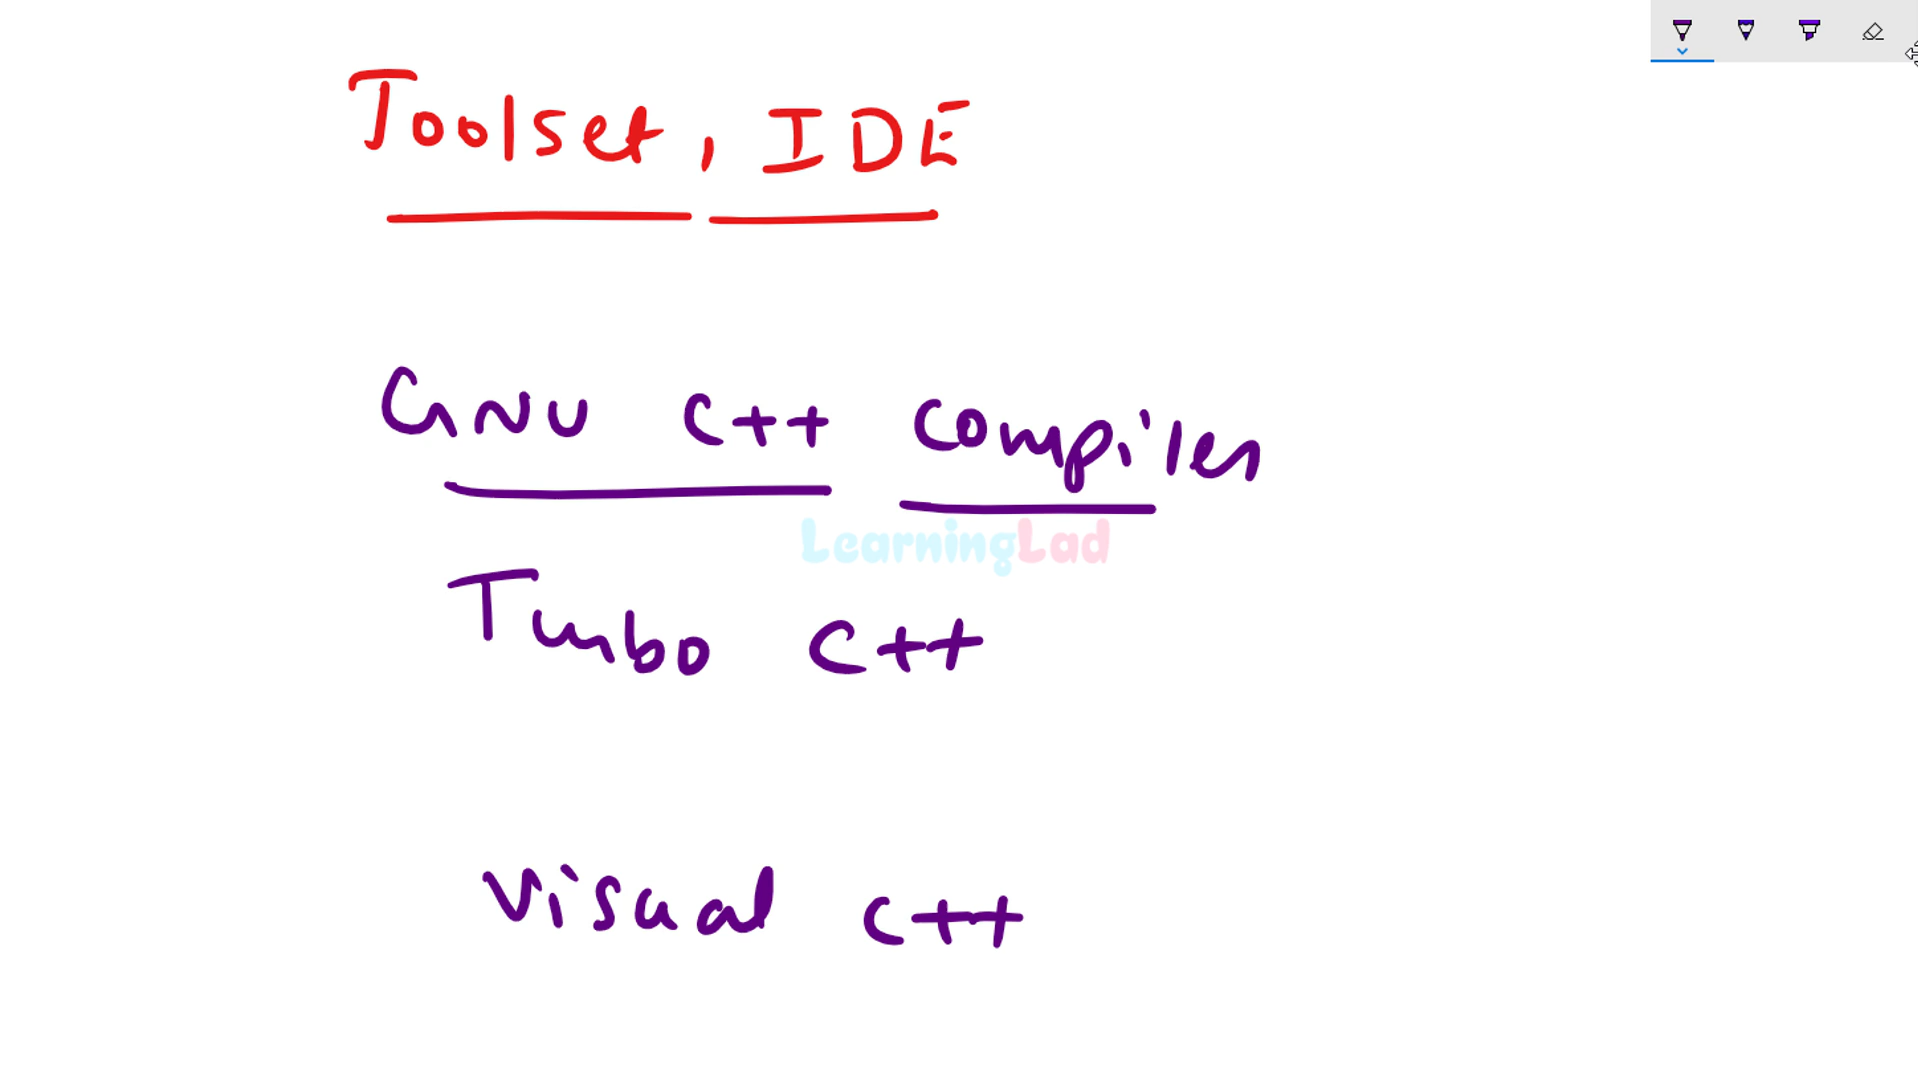 Toolset, IDE
GNU C++ Compiler
LearningLad
Turbo C++
Visual C++